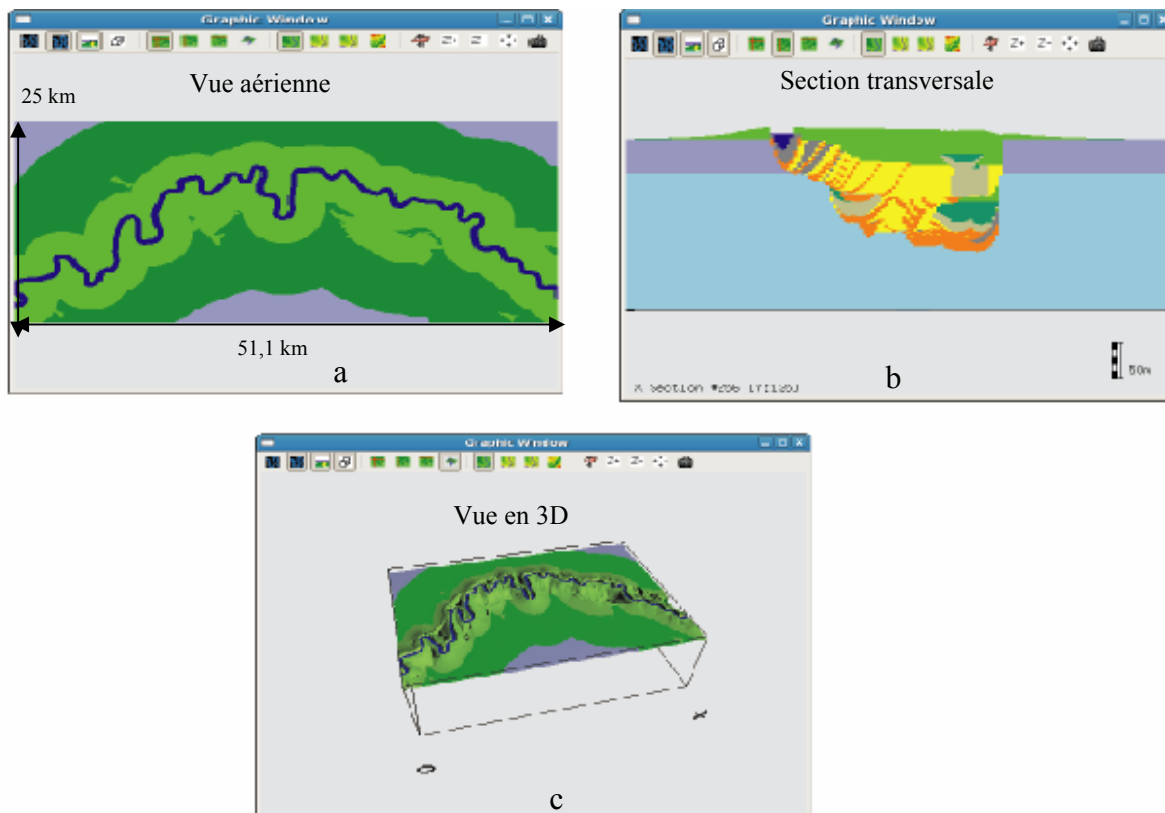 Graphic Window
Z+ Z-
Vue aérienne
25 km
51,1 km
a
Graphic Window
Z+ Z-
Section transversale
50m
b
Graphic Window
Z+ Z-
Vue en 3D
c